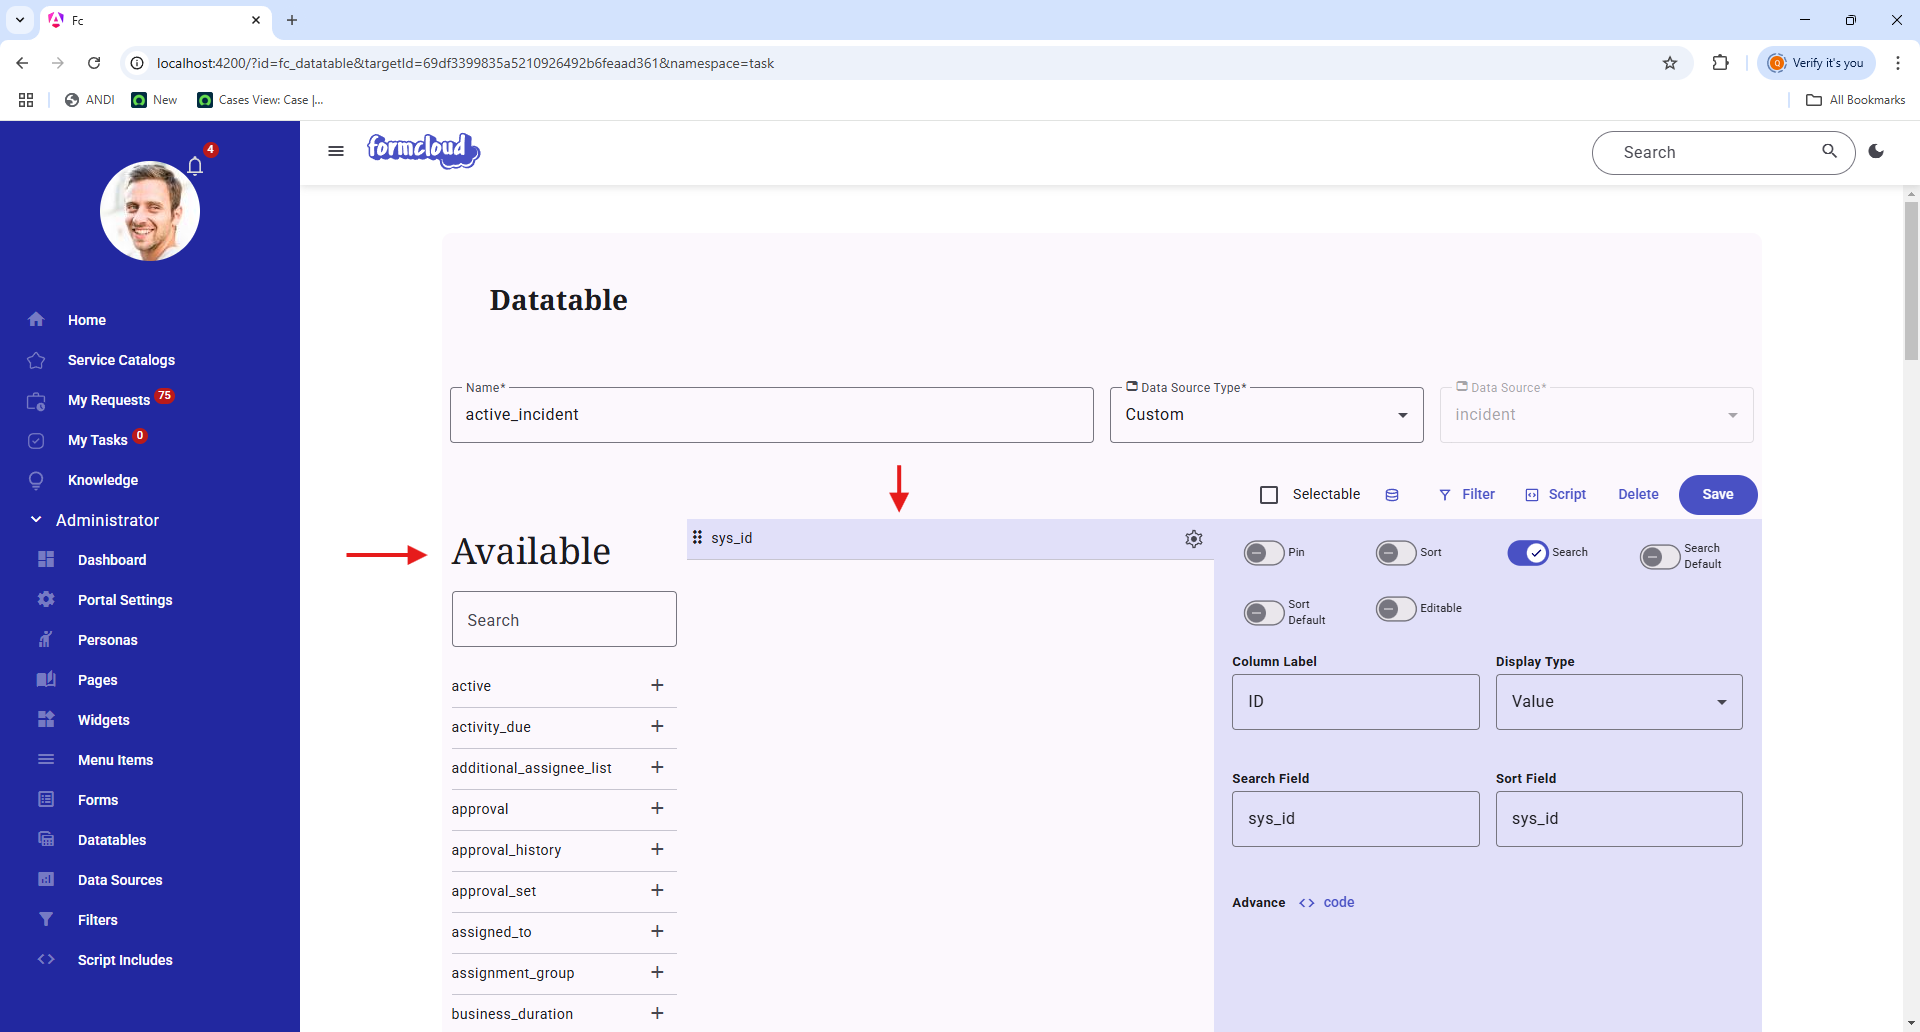 Fc
localhost:4200/?id=fc_datatable&targetId=69df3399835a5210926492b6feaad361&namespace=task
Verify it's you
ANDI
New
Cases View: Case |...
All Bookmarks
4
formcloud
Search
Home
Service Catalogs
My Requests 75
My Tasks 0
Knowledge
Administrator
Dashboard
Portal Settings
Personas
Pages
Widgets
Menu Items
Forms
Datatables
Data Sources
Filters
Script Includes
Datatable
Name*
active_incident
Data Source Type*
Custom
Data Source*
incident
Selectable
Filter
Script
Delete
Save
Available
Search
active
activity_due
additional_assignee_list
approval
approval_history
approval_set
assigned_to
assignment_group
business_duration
sys_id
Pin
Sort
Search
Search
Default
Sort
Default
Editable
Column Label
ID
Display Type
Value
Search Field
sys_id
Sort Field
sys_id
Advance <> code